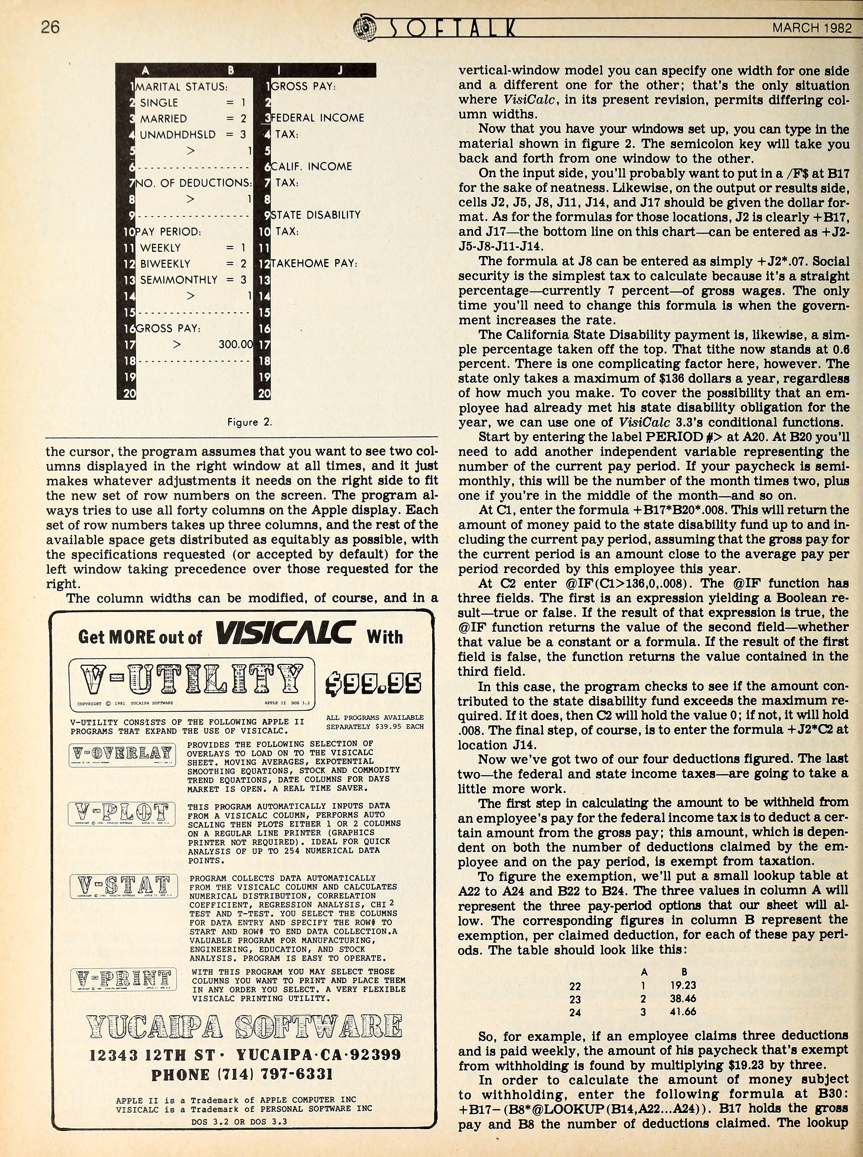 26
SOFTALK
MARCH 1982
A B I J
1 MARITAL STATUS: 1 GROSS PAY:
2 SINGLE = 1 2
3 MARRIED = 2 3 FEDERAL INCOME
4 UNMDHDHSLD = 3 4 TAX:
5 > 1 5
6 - - - - - - - - - - - - - - - - 6 CALIF. INCOME
7 NO. OF DEDUCTIONS: 7 TAX:
8 > 1 8
9 - - - - - - - - - - - - - - - - 9 STATE DISABILITY
10 PAY PERIOD: 10 TAX:
11 WEEKLY = 1 11
12 BIWEEKLY = 2 12 TAKEHOME PAY:
13 SEMIMONTHLY = 3 13
14 > 1 14
15 - - - - - - - - - - - - - - - - 15
16 GROSS PAY: 16
17 > 300.00 17
18 - - - - - - - - - - - - - - - - 18
19 19
20 20
Figure 2.
the cursor, the program assumes that you want to see two col-
umns displayed in the right window at all times, and it just
makes whatever adjustments it needs on the right side to fit
the new set of row numbers on the screen. The program al-
ways tries to use all forty columns on the Apple display. Each
set of row numbers takes up three columns, and the rest of the
available space gets distributed as equitably as possible, with
the specifications requested (or accepted by default) for the
left window taking precedence over those requested for the
right.
The column widths can be modified, of course, and in a
Get MORE out of VISICALC With
V-UTILITY
COPYRIGHT © 1981 YUCAIPA SOFTWARE APPLE II DOS 3.2
$99.95
V-UTILITY CONSISTS OF THE FOLLOWING APPLE II
PROGRAMS THAT EXPAND THE USE OF VISICALC.
ALL PROGRAMS AVAILABLE
SEPARATELY $39.95 EACH
V-OVERLAY
PROVIDES THE FOLLOWING SELECTION OF
OVERLAYS TO LOAD ON TO THE VISICALC
SHEET. MOVING AVERAGES, EXPOTENTIAL
SMOOTHING EQUATIONS, STOCK AND COMMODITY
TREND EQUATIONS, DATE COLUMNS FOR DAYS
MARKET IS OPEN. A REAL TIME SAVER.
V-PLOT
THIS PROGRAM AUTOMATICALLY INPUTS DATA
FROM A VISICALC COLUMN, PERFORMS AUTO
SCALING THEN PLOTS EITHER 1 OR 2 COLUMNS
ON A REGULAR LINE PRINTER (GRAPHICS
PRINTER NOT REQUIRED). IDEAL FOR QUICK
ANALYSIS OF UP TO 254 NUMERICAL DATA
POINTS.
V-STAT
PROGRAM COLLECTS DATA AUTOMATICALLY
FROM THE VISICALC COLUMN AND CALCULATES
NUMERICAL DISTRIBUTION, CORRELATION
COEFFICIENT, REGRESSION ANALYSIS, CHI 2
TEST AND T-TEST. YOU SELECT THE COLUMNS
FOR DATA ENTRY AND SPECIFY THE ROW# TO
START AND ROW# TO END DATA COLLECTION.A
VALUABLE PROGRAM FOR MANUFACTURING,
ENGINEERING, EDUCATION, AND STOCK
ANALYSIS. PROGRAM IS EASY TO OPERATE.
V-PRINT
WITH THIS PROGRAM YOU MAY SELECT THOSE
COLUMNS YOU WANT TO PRINT AND PLACE THEM
IN ANY ORDER YOU SELECT. A VERY FLEXIBLE
VISICALC PRINTING UTILITY.
YUCAIPA SOFTWARE
12343 12TH ST · YUCAIPA·CA·92399
PHONE (714) 797-6331
APPLE II is a Trademark of APPLE COMPUTER INC
VISICALC is a Trademark of PERSONAL SOFTWARE INC
DOS 3.2 OR DOS 3.3
vertical-window model you can specify one width for one side
and a different one for the other; that's the only situation
where VisiCalc, in its present revision, permits differing col-
umn widths.
Now that you have your windows set up, you can type in the
material shown in figure 2. The semicolon key will take you
back and forth from one window to the other.
On the input side, you'll probably want to put in a /F$ at B17
for the sake of neatness. Likewise, on the output or results side,
cells J2, J5, J8, J11, J14, and J17 should be given the dollar for-
mat. As for the formulas for those locations, J2 is clearly +B17,
and J17—the bottom line on this chart—can be entered as +J2-
J5-J8-J11-J14.
The formula at J8 can be entered as simply +J2*.07. Social
security is the simplest tax to calculate because it's a straight
percentage—currently 7 percent—of gross wages. The only
time you'll need to change this formula is when the govern-
ment increases the rate.
The California State Disability payment is, likewise, a sim-
ple percentage taken off the top. That tithe now stands at 0.6
percent. There is one complicating factor here, however. The
state only takes a maximum of $136 dollars a year, regardless
of how much you make. To cover the possibility that an em-
ployee had already met his state disability obligation for the
year, we can use one of VisiCalc 3.3's conditional functions.
Start by entering the label PERIOD #> at A20. At B20 you'll
need to add another independent variable representing the
number of the current pay period. If your paycheck is semi-
monthly, this will be the number of the month times two, plus
one if you're in the middle of the month—and so on.
At C1, enter the formula +B17*B20*.008. This will return the
amount of money paid to the state disability fund up to and in-
cluding the current pay period, assuming that the gross pay for
the current period is an amount close to the average pay per
period recorded by this employee this year.
At C2 enter @IF(C1>136,0,.008). The @IF function has
three fields. The first is an expression yielding a Boolean re-
sult—true or false. If the result of that expression is true, the
@IF function returns the value of the second field—whether
that value be a constant or a formula. If the result of the first
field is false, the function returns the value contained in the
third field.
In this case, the program checks to see if the amount con-
tributed to the state disability fund exceeds the maximum re-
quired. If it does, then C2 will hold the value 0; if not, it will hold
.008. The final step, of course, is to enter the formula +J2*C2 at
location J14.
Now we've got two of our four deductions figured. The last
two—the federal and state income taxes—are going to take a
little more work.
The first step in calculating the amount to be withheld from
an employee's pay for the federal income tax is to deduct a cer-
tain amount from the gross pay; this amount, which is depen-
dent on both the number of deductions claimed by the em-
ployee and on the pay period, is exempt from taxation.
To figure the exemption, we'll put a small lookup table at
A22 to A24 and B22 to B24. The three values in column A will
represent the three pay-period options that our sheet will al-
low. The corresponding figures in column B represent the
exemption, per claimed deduction, for each of these pay peri-
ods. The table should look like this:
A B
22 1 19.23
23 2 38.46
24 3 41.66
So, for example, if an employee claims three deductions
and is paid weekly, the amount of his paycheck that's exempt
from withholding is found by multiplying $19.23 by three.
In order to calculate the amount of money subject
to withholding, enter the following formula at B30:
+B17-(B8*@LOOKUP(B14,A22...A24)). B17 holds the gross
pay and B8 the number of deductions claimed. The lookup